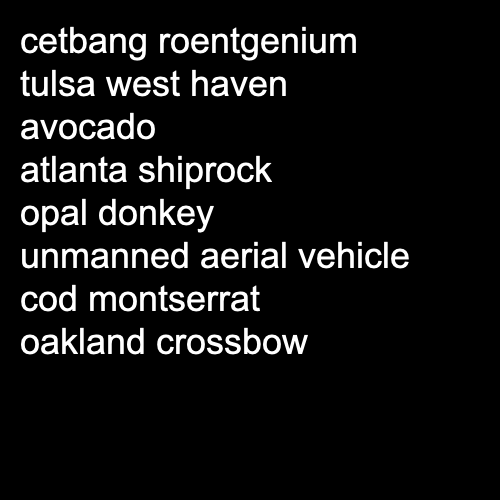 cetbang roentgenium
tulsa west haven
avocado
atlanta shiprock
opal donkey
unmanned aerial vehicle
cod montserrat
oakland crossbow